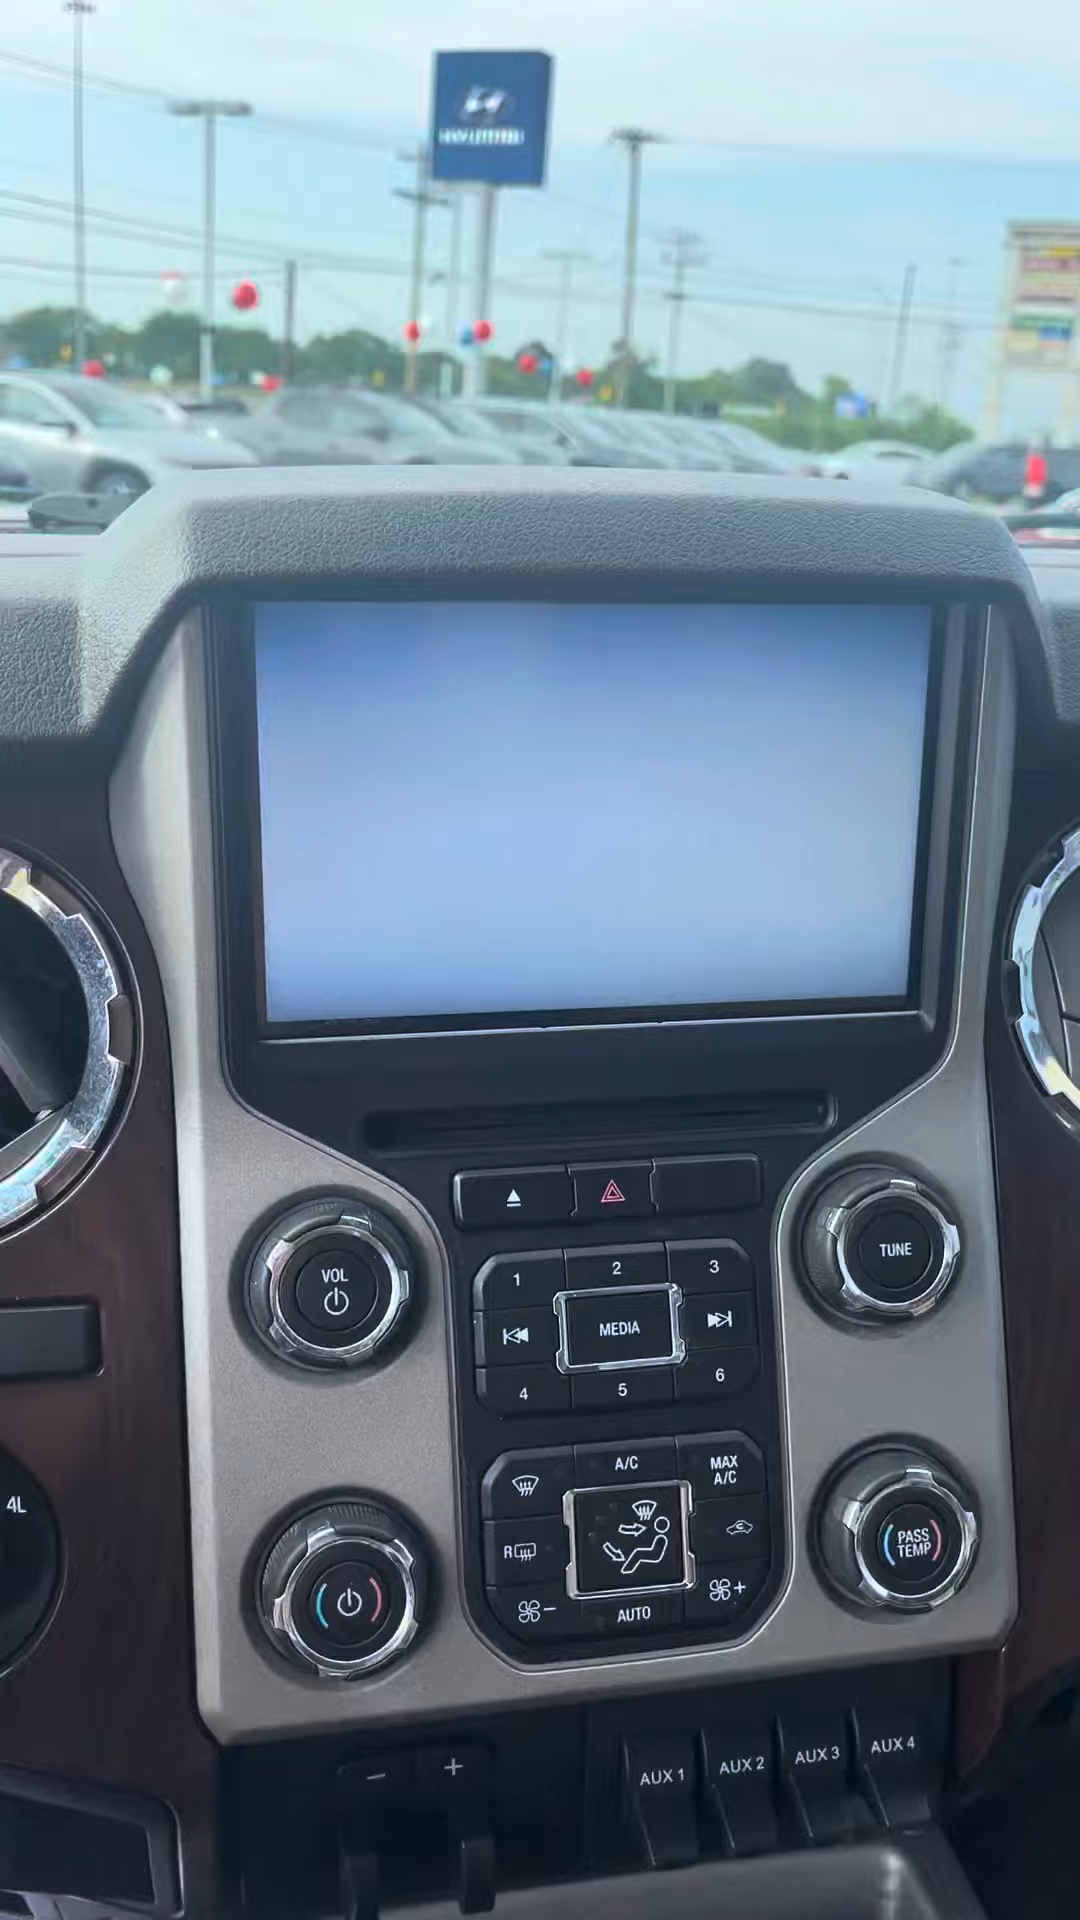 HYUNDAI
VOL
TUNE
1
2
3
MEDIA
4
5
6
4L
A/C
MAX
A/C
R
PASS
TEMP
-
+
AUTO
-
+
AUX 1
AUX 2
AUX 3
AUX 4